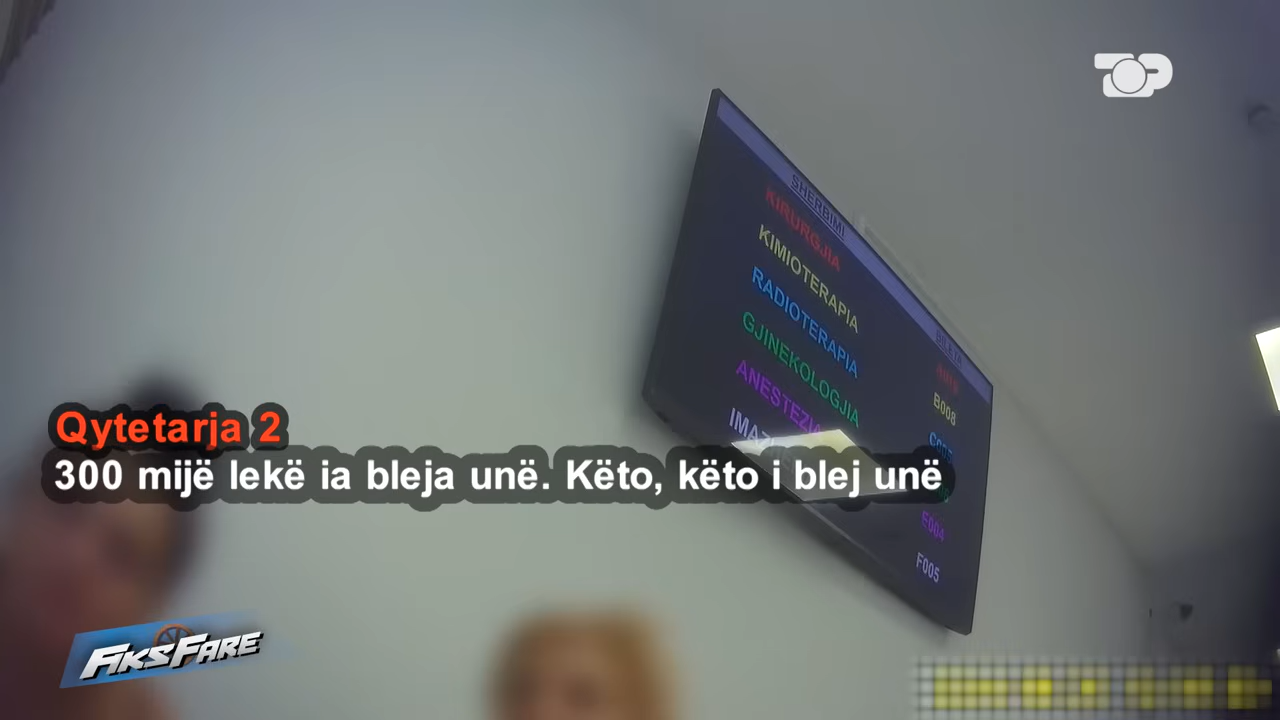 TOP
SHËRBIMI
BILETA
KIRURGJIA
KIMIOTERAPIA B008
RADIOTERAPIA
GJINEKOLOGJIA
ANESTEZIA E004
F005
Qytetarja 2
300 mijë lekë ia bleja unë. Këto, këto i blej unë
FIKSFARE